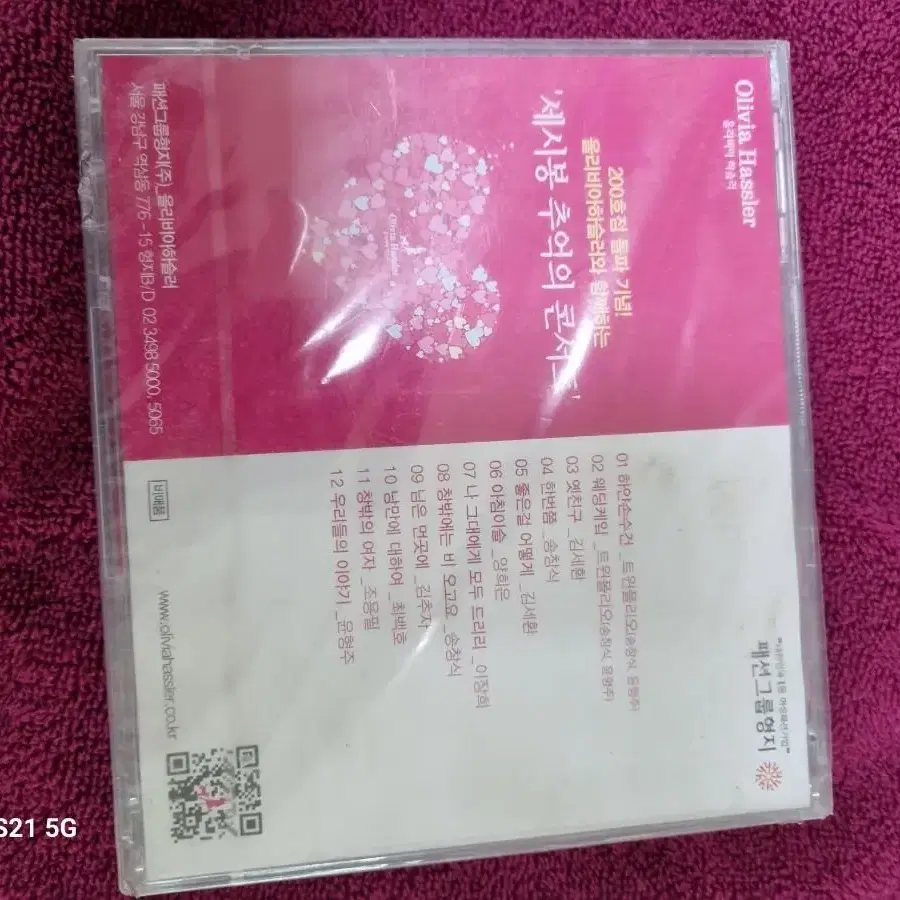 Olivia Hassler
올리비아 하슬러
200호점 돌파 기념!
올리비아하슬러와 함께하는
'세시봉 추억의 콘서트'
Olivia Hassler
패션그룹형지(주)_올리비아하슬러
서울 강남구 역삼동 776-15 형지B/D 02 3498 5000, 5065
패션그룹형지
01 하얀손수건 _트윈폴리오(송창식 윤형주)
02 웨딩케익 _트윈폴리오(송창식 윤형주)
03 옛친구 _김세환
04 한번쯤 _송창식
05 좋은걸 어떻게 _김세환
06 아침이슬 _양희은
07 나 그대에게 모두 드리리 _이장희
08 창밖에는 비 오고요 _송창식
09 님은 먼곳에 _김추자
10 낭만에 대하여 _최백호
11 창밖의 여자 _조용필
12 우리들의 이야기 _윤형주
비매품
www.oliviahassler.co.kr
S21 5G